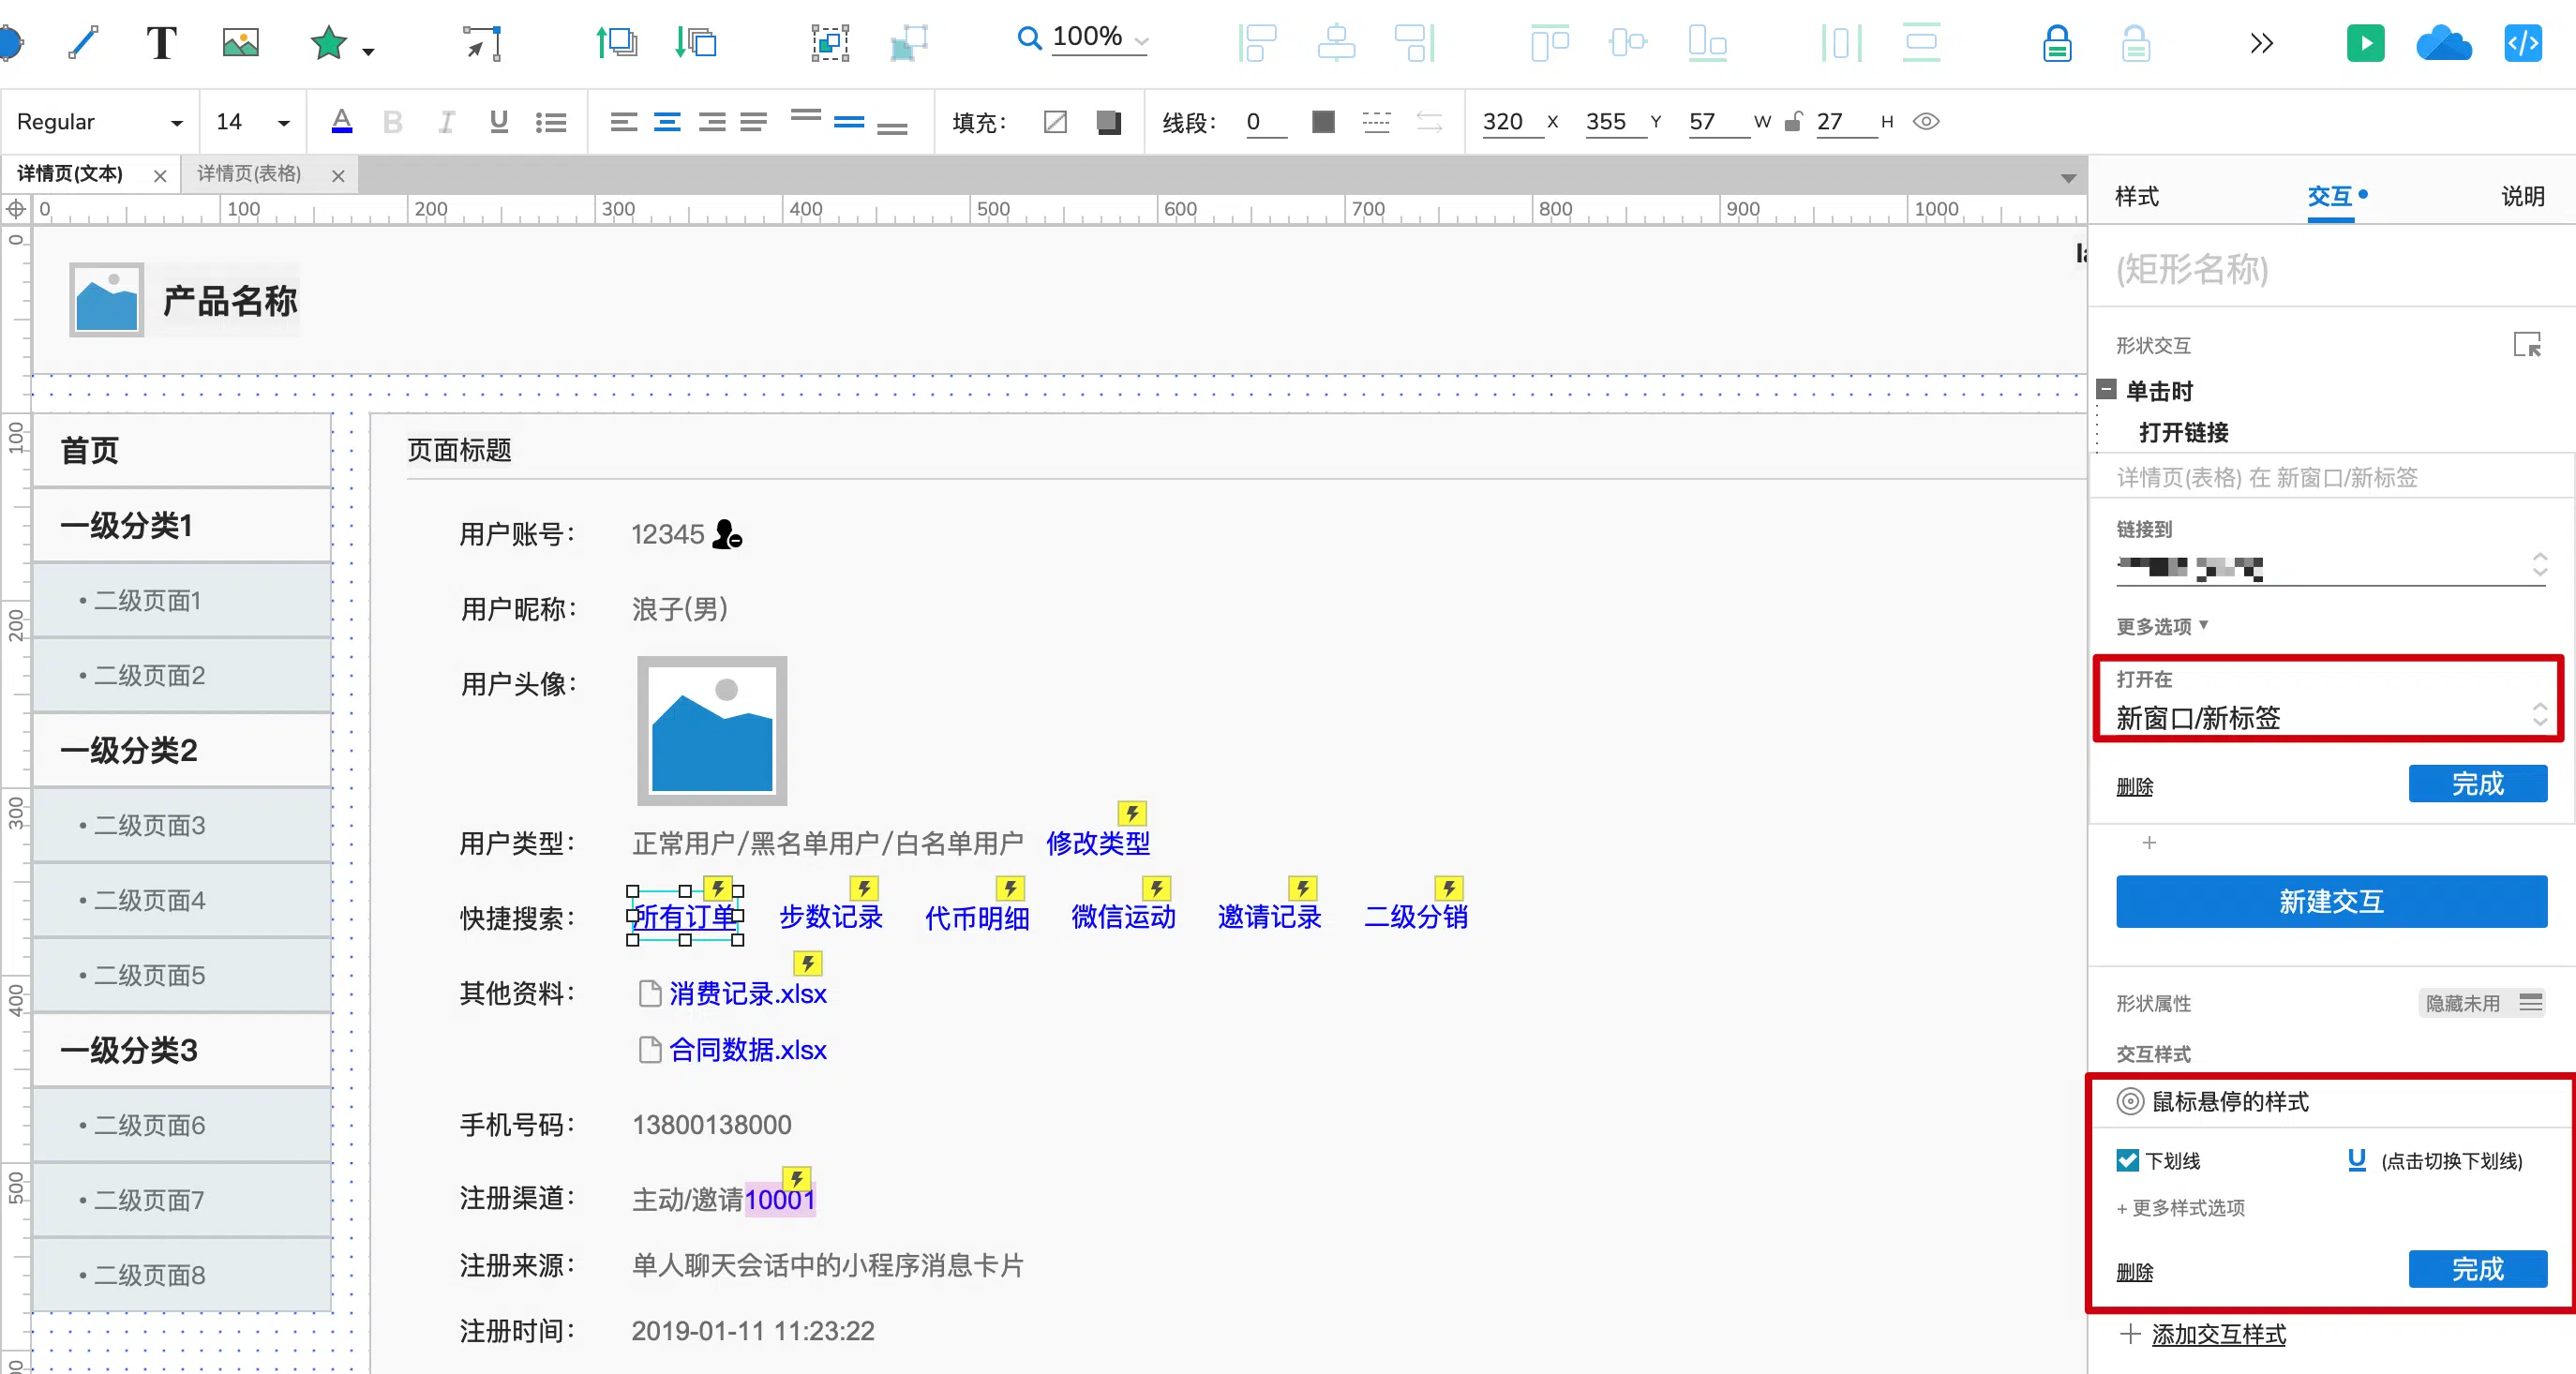 T
100%
Regular 14 A B I U 填充： 线段： 0 320 X 355 Y 57 W 27 H
详情页(文本) 详情页(表格)
0 100 200 300 400 500 600 700 800 900 1000
0
100
200
300
400
500
产品名称
首页
一级分类1
• 二级页面1
• 二级页面2
一级分类2
• 二级页面3
• 二级页面4
• 二级页面5
一级分类3
• 二级页面6
• 二级页面7
• 二级页面8
页面标题
用户账号： 12345
用户昵称： 浪子(男)
用户头像：
用户类型： 正常用户/黑名单用户/白名单用户 修改类型
快捷搜索： 所有订单 步数记录 代币明细 微信运动 邀请记录 二级分销
其他资料： 消费记录.xlsx
合同数据.xlsx
手机号码： 13800138000
注册渠道： 主动/邀请10001
注册来源： 单人聊天会话中的小程序消息卡片
注册时间： 2019-01-11 11:23:22
样式 交互 说明
(矩形名称)
形状交互
单击时
打开链接
详情页(表格) 在 新窗口/新标签
链接到
更多选项
打开在
新窗口/新标签
删除 完成
+
新建交互
形状属性 隐藏未用
交互样式
鼠标悬停的样式
下划线 U (点击切换下划线)
+ 更多样式选项
删除 完成
添加交互样式